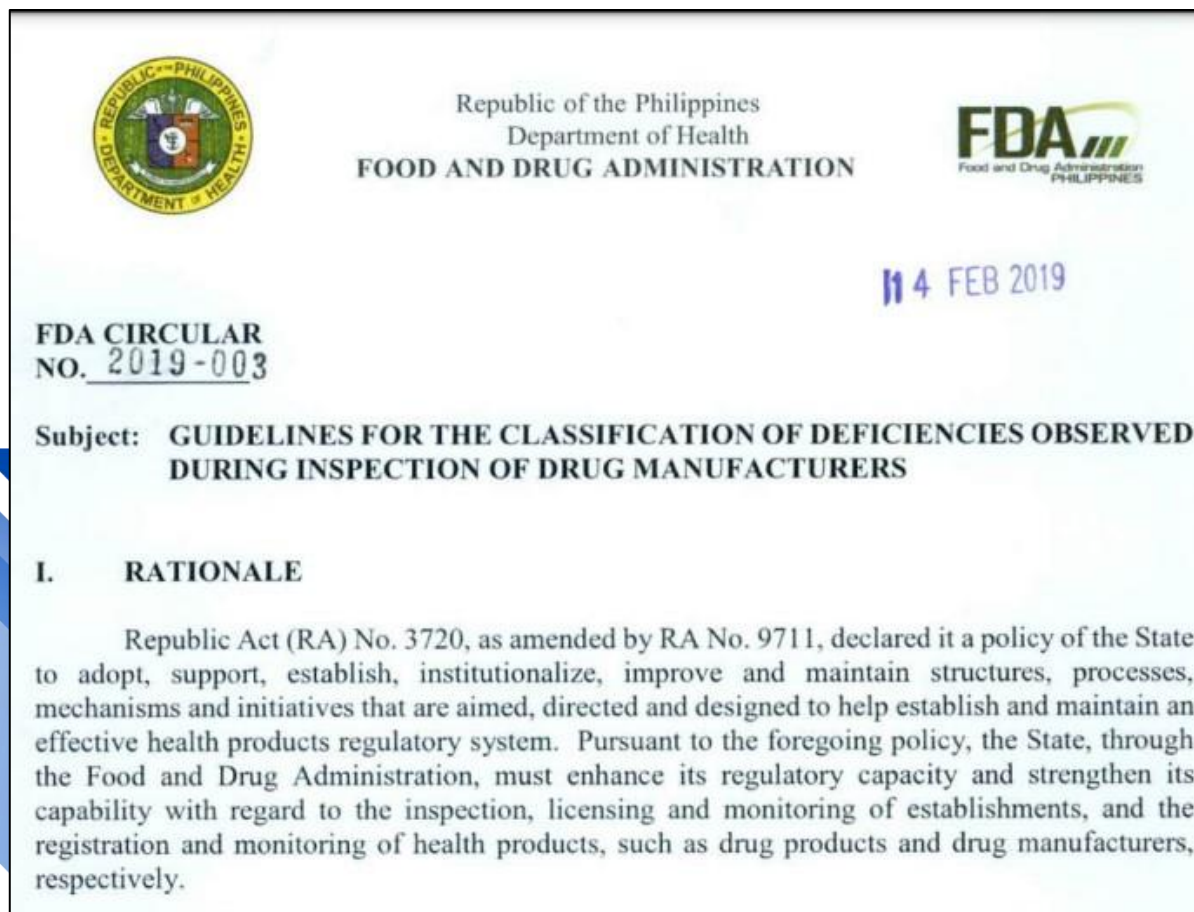 REPUBLIC OF THE PHILIPPINES
DEPARTMENT OF HEALTH
Republic of the Philippines
Department of Health
FOOD AND DRUG ADMINISTRATION
FDA
Food and Drug Administration
PHILIPPINES
14 FEB 2019
FDA CIRCULAR
NO. 2019-003
Subject: GUIDELINES FOR THE CLASSIFICATION OF DEFICIENCIES OBSERVED
DURING INSPECTION OF DRUG MANUFACTURERS
I. RATIONALE
Republic Act (RA) No. 3720, as amended by RA No. 9711, declared it a policy of the State
to adopt, support, establish, institutionalize, improve and maintain structures, processes,
mechanisms and initiatives that are aimed, directed and designed to help establish and maintain an
effective health products regulatory system. Pursuant to the foregoing policy, the State, through
the Food and Drug Administration, must enhance its regulatory capacity and strengthen its
capability with regard to the inspection, licensing and monitoring of establishments, and the
registration and monitoring of health products, such as drug products and drug manufacturers,
respectively.